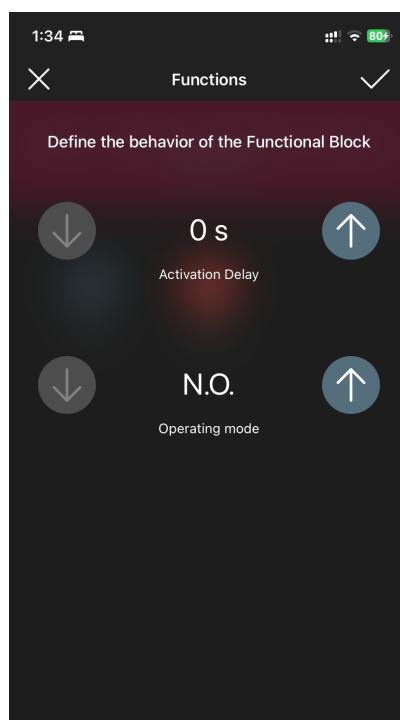 1:34
80
Functions
Define the behavior of the Functional Block
0 s
Activation Delay
N.O.
Operating mode